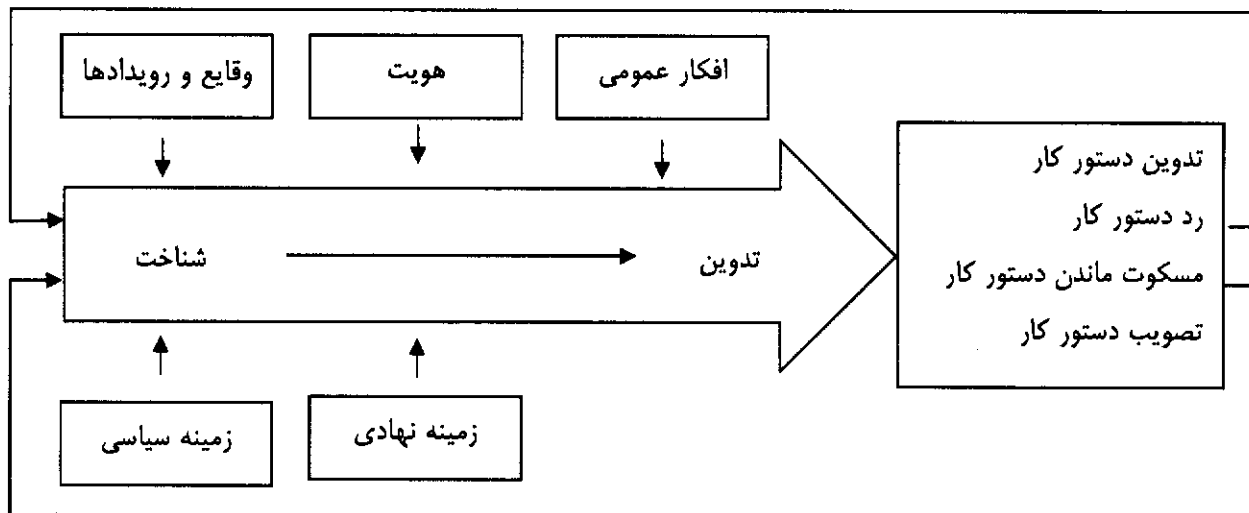 افکار عمومی
هویت
وقایع و رویدادها
تدوین دستور کار
رد دستور کار
مسکوت ماندن دستور کار
تصویب دستور کار
شناخت
تدوین
زمینه نهادی
زمینه سیاسی